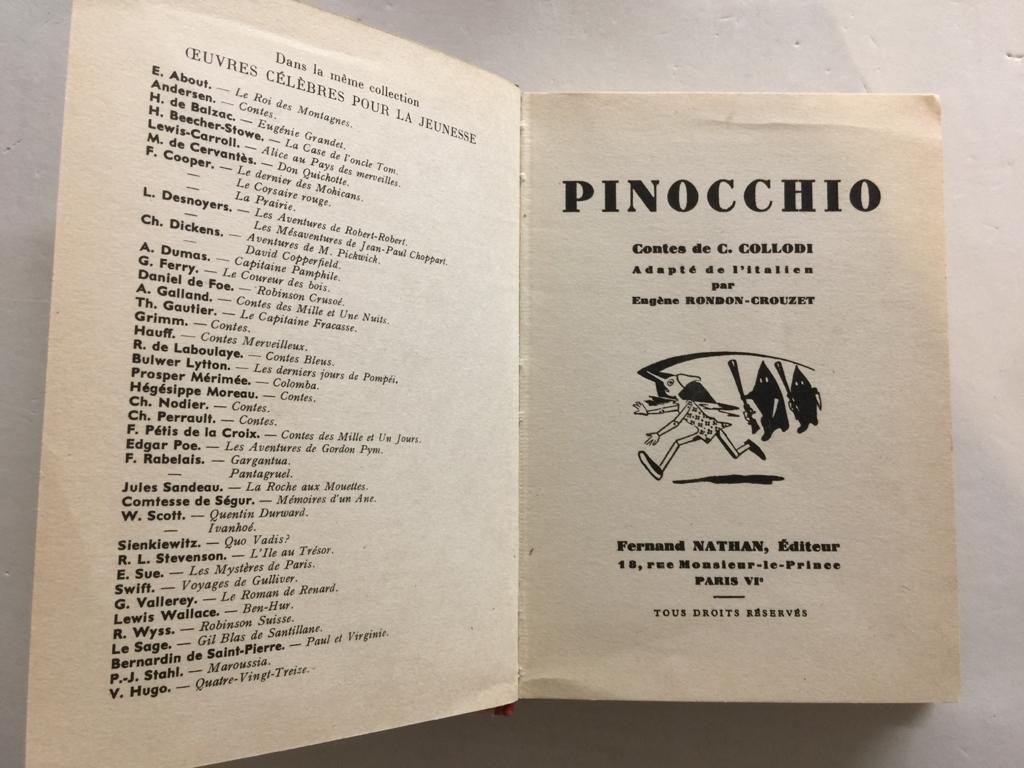 Dans la même collection
ŒUVRES CÉLÈBRES POUR LA JEUNESSE
E. About. — Le Roi des Montagnes.
Andersen. — Contes.
H. de Balzac. — Eugénie Grandet.
H. Beecher-Stowe. — La Case de l'oncle Tom.
Lewis-Carroll. — Alice au Pays des merveilles.
M. de Cervantès. — Don Quichotte.
F. Cooper. — Le dernier des Mohicans.
— Le Corsaire rouge.
— La Prairie.
L. Desnoyers. — Les Aventures de Robert-Robert.
— Les Mésaventures de Jean-Paul Choppart.
Ch. Dickens. — Aventures de M. Pickwick.
— David Copperfield.
A. Dumas. — Capitaine Pamphile.
G. Ferry. — Le Coureur des bois.
Daniel de Foe. — Robinson Crusoé.
A. Galland. — Contes des Mille et Une Nuits.
Th. Gautier. — Le Capitaine Fracasse.
Grimm. — Contes.
Hauff. — Contes Merveilleux.
R. de Laboulaye. — Contes Bleus.
Bulwer Lytton. — Les derniers jours de Pompéi.
Prosper Mérimée. — Colomba.
Hégésippe Moreau. — Contes.
Ch. Nodier. — Contes.
Ch. Perrault. — Contes.
F. Pétis de la Croix. — Contes des Mille et Un Jours.
Edgar Poe. — Les Aventures de Gordon Pym.
F. Rabelais. — Gargantua.
— Pantagruel.
Jules Sandeau. — La Roche aux Mouettes.
Comtesse de Ségur. — Mémoires d'un Ane.
W. Scott. — Quentin Durward.
— Ivanhoé.
Sienkiewitz. — Quo Vadis?
R. L. Stevenson. — L'Ile au Trésor.
E. Sue. — Les Mystères de Paris.
Swift. — Voyages de Gulliver.
G. Vallerey. — Le Roman de Renard.
Lewis Wallace. — Ben-Hur.
R. Wyss. — Robinson Suisse.
Le Sage. — Gil Blas de Santillane.
Bernardin de Saint-Pierre. — Paul et Virginie.
P.-J. Stahl. — Maroussia.
V. Hugo. — Quatre-Vingt-Treize.
PINOCCHIO
Contes de C. COLLODI
Adapté de l'italien
par
Eugène RONDON-CROUZET
Fernand NATHAN, Éditeur
18, rue Monsieur-le-Prince
PARIS VIe
TOUS DROITS RÉSERVÉS